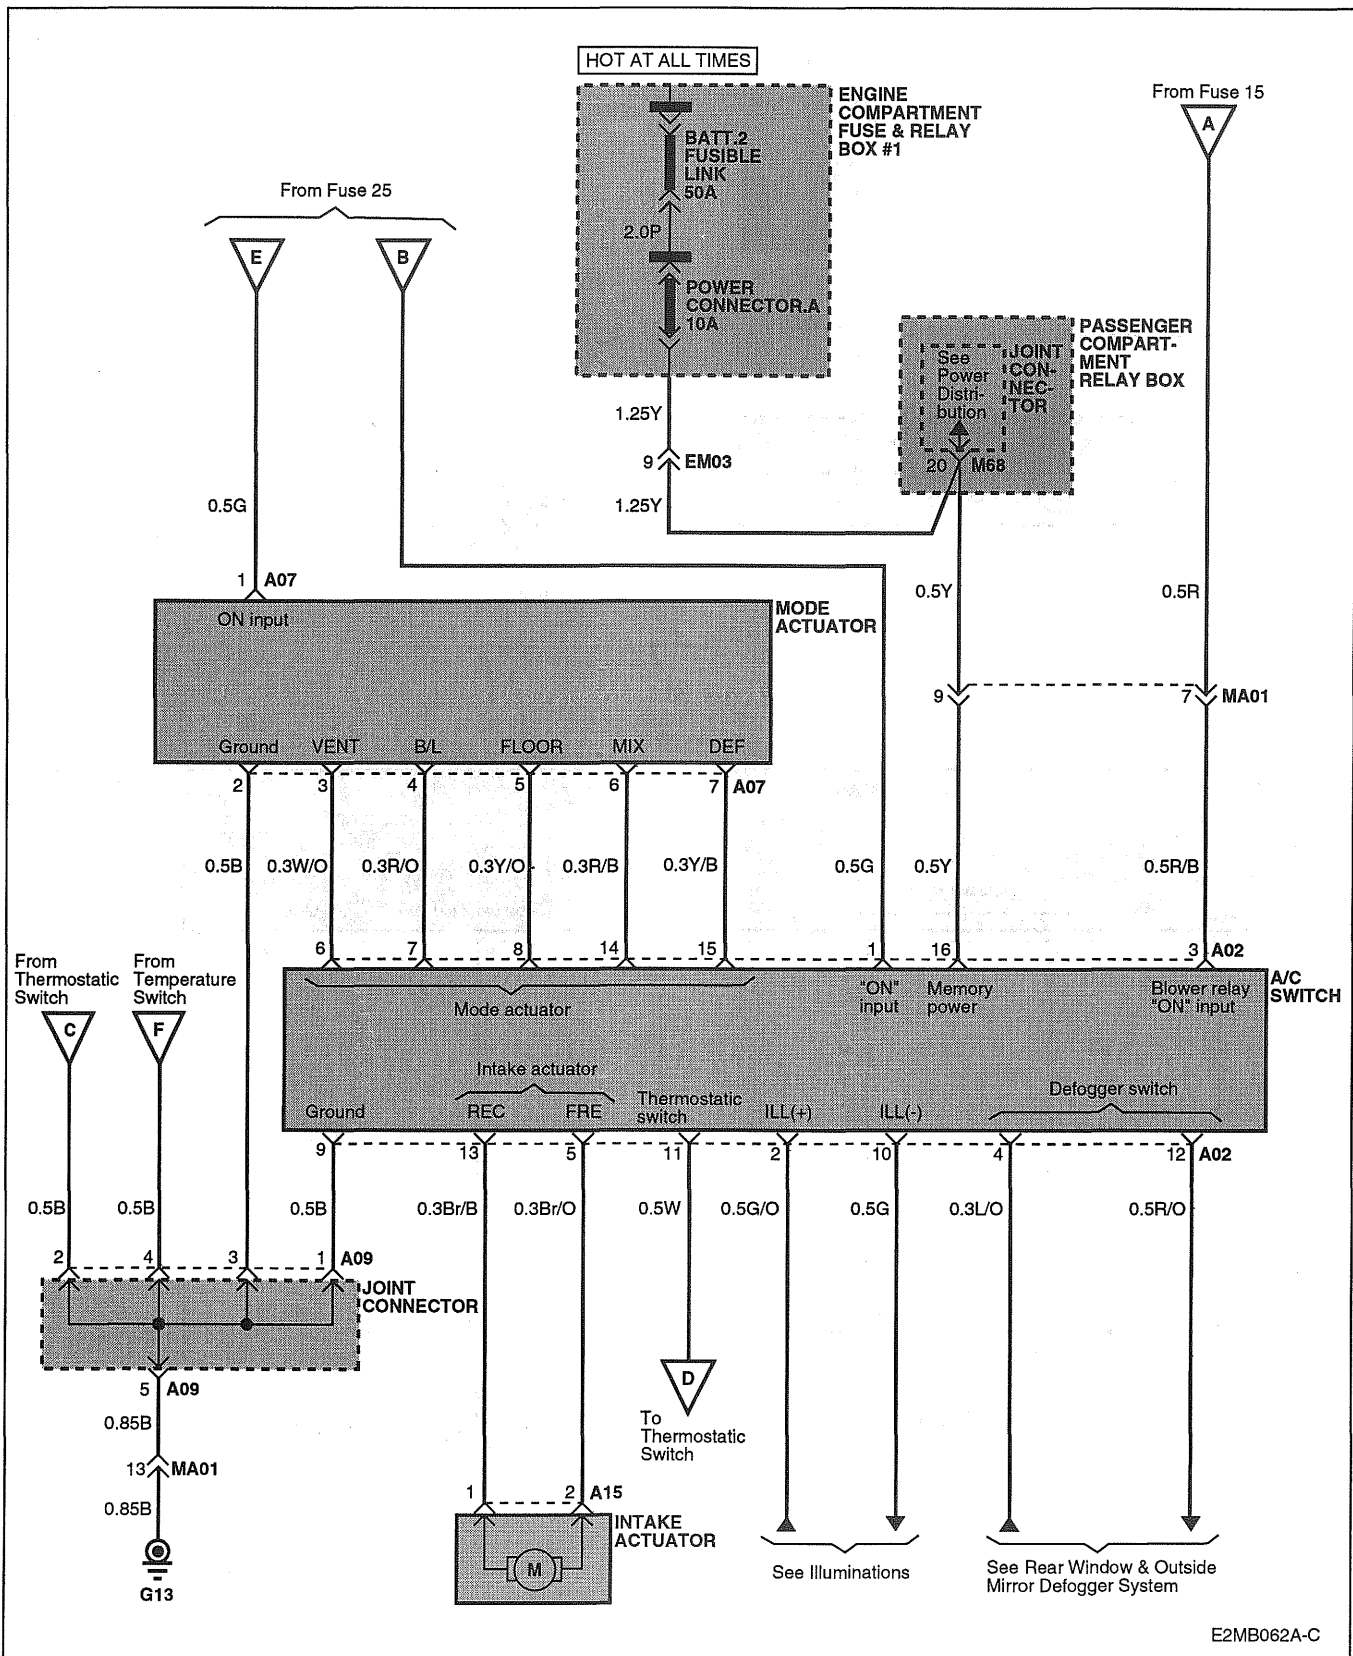 HOT AT ALL TIMES
ENGINE
COMPARTMENT
FUSE & RELAY
BOX #1
From Fuse 15
A
BATT.2
FUSIBLE
LINK
50A
From Fuse 25
E
B
2.0P
POWER
CONNECTOR.A
10A
PASSENGER
COMPART-
MENT
RELAY BOX
See
Power
Distri-
bution
JOINT
CON-
NEC-
TOR
1.25Y
9 EM03
20 M68
1.25Y
0.5G
0.5Y
0.5R
1 A07
ON input
MODE
ACTUATOR
9
7 MA01
Ground VENT B/L FLOOR MIX DEF
2 3 4 5 6 7 A07
0.5B 0.3W/O 0.3R/O 0.3Y/O 0.3R/B 0.3Y/B 0.5G 0.5Y 0.5R/B
6 7 8 14 15 1 16 3 A02
From
Thermostatic
Switch
From
Temperature
Switch
A/C
SWITCH
Mode actuator
"ON"
input
Memory
power
Blower relay
"ON" input
C
F
Intake actuator
Defogger switch
Ground
REC
FRE
Thermostatic
switch
ILL(+)
ILL(-)
9 13 5 11 2 10 4 12 A02
0.5B 0.5B 0.5B 0.3Br/B 0.3Br/O 0.5W 0.5G/O 0.5G 0.3L/O 0.5R/O
2 4 3 1 A09
JOINT
CONNECTOR
5 A09
D
0.85B
To
Thermostatic
Switch
13 MA01
1 2 A15
0.85B
INTAKE
ACTUATOR
M
G13
See Illuminations
See Rear Window & Outside
Mirror Defogger System
E2MB062A-C